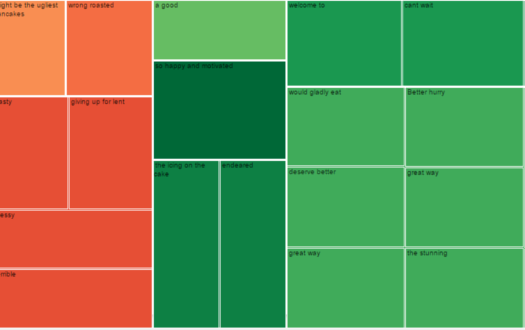 ight be the ugliest
ncakes
wrong roasted
esty
giving up for lent
essy
mble
a good
so happy and motivated
the icing on the
cake
endeared
welcome to
cant wait
would gladly eat
Better hurry
deserve better
great way
great way
the stunning